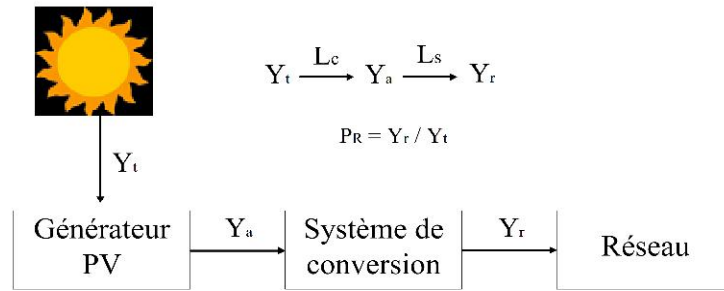 Lc Ls
Yt Ya Yr
PR = Yr / Yt
Yt
Générateur
PV
Ya
Système de
conversion
Yr
Réseau